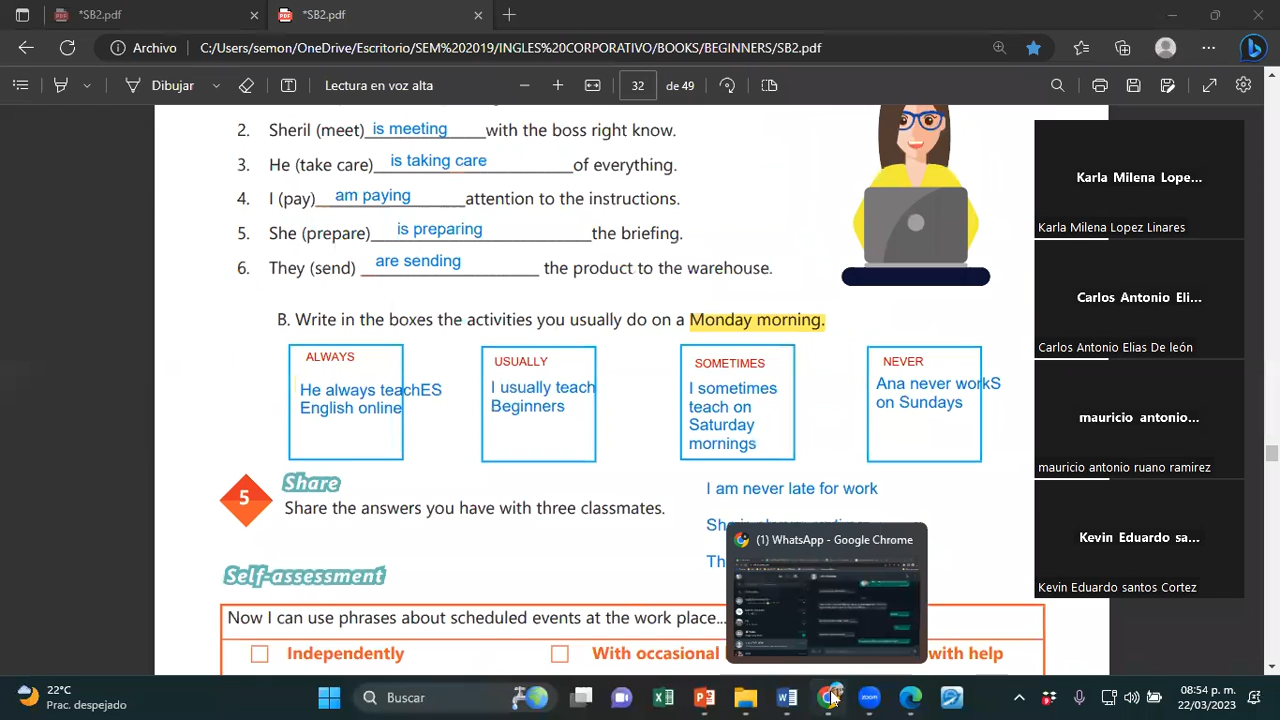 *SB2.pdf
*SB2.pdf
Archivo
C:/Users/semon/OneDrive/Escritorio/SEM%202019/INGLES%20CORPORATIVO/BOOKS/BEGINNERS/SB2.pdf
Dibujar
Lectura en voz alta
32
de 49
2. Sheril (meet) is meeting with the boss right know.
3. He (take care) is taking care of everything.
4. I (pay) am paying attention to the instructions.
5. She (prepare) is preparing the briefing.
6. They (send) are sending the product to the warehouse.
B. Write in the boxes the activities you usually do on a Monday morning.
ALWAYS
He always teachES
English online
USUALLY
I usually teach
Beginners
SOMETIMES
I sometimes
teach on
Saturday
mornings
NEVER
Ana never workS
on Sundays
5
Share
Share the answers you have with three classmates.
I am never late for work
(1) WhatsApp - Google Chrome
Self-assessment
Now I can use phrases about scheduled events at the work place...
Independently
With occasional
with help
Karla Milena Lope...
Karla Milena Lopez Linares
Carlos Antonio Eli...
Carlos Antonio Elias De león
mauricio antonio...
mauricio antonio ruano ramirez
Kevin Eduardo sa...
Kevin Eduardo santos Gomez
22°C
Prac. despejado
Buscar
zoom
08:54 p. m.
22/03/2023